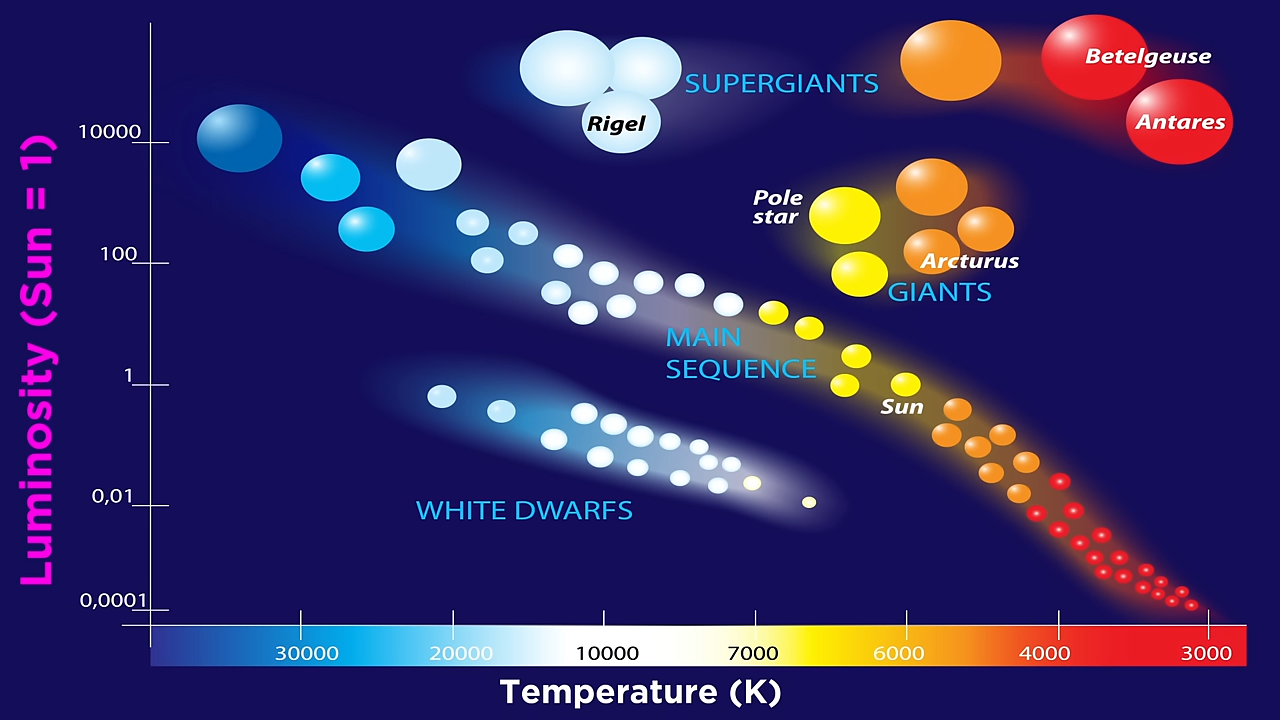 Luminosity (Sun = 1)
10000
100
1
0,01
0,0001
SUPERGIANTS
Rigel
Betelgeuse
Antares
Pole
star
Arcturus
GIANTS
MAIN
SEQUENCE
Sun
WHITE DWARFS
30000 20000 10000 7000 6000 4000 3000
Temperature (K)